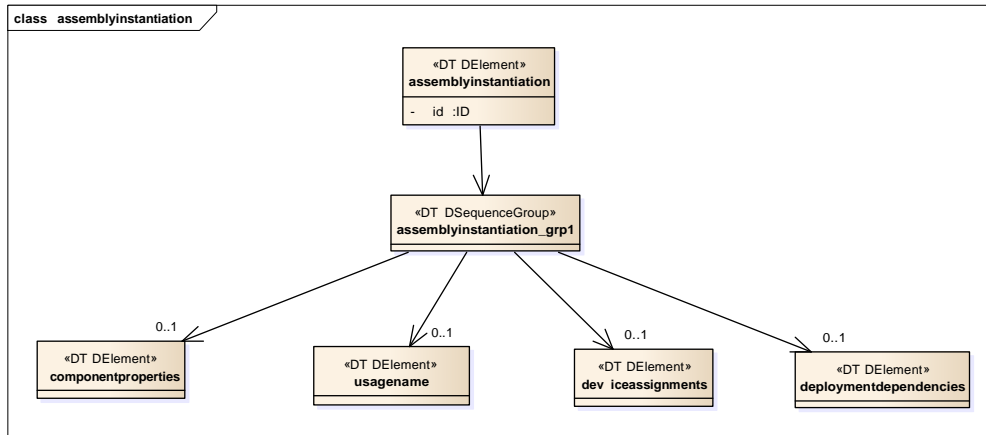 class assemblyinstantiation
«DT DElement»
assemblyinstantiation
- id :ID
«DT DSequenceGroup»
assemblyinstantiation_grp1
0..1
0..1
0..1
0..1
«DT DElement»
componentproperties
«DT DElement»
usagename
«DT DElement»
dev iceassignments
«DT DElement»
deploymentdependencies